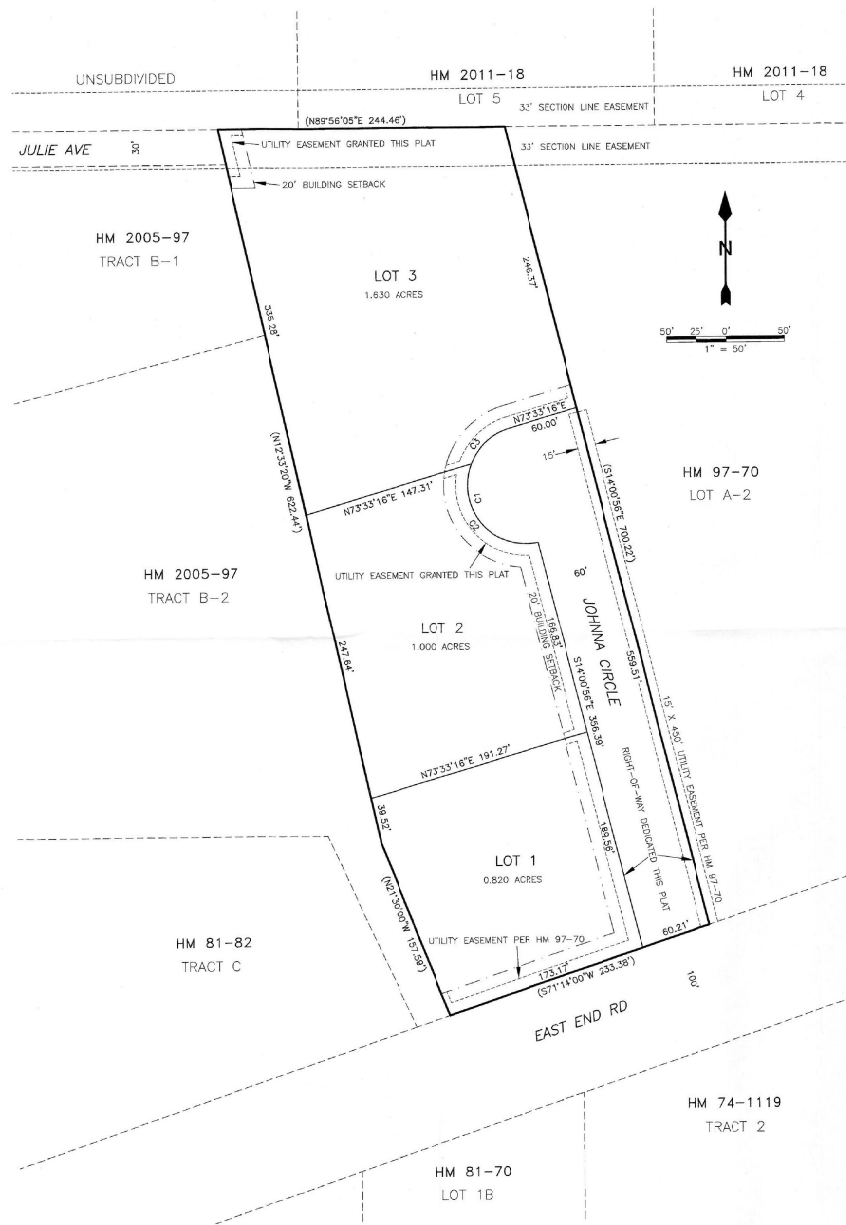 UNSUBDIVIDED
HM 2011-18
LOT 5
HM 2011-18
LOT 4
33' SECTION LINE EASEMENT
(N89°56'05"E 244.46')
JULIE AVE
30'
UTILITY EASEMENT GRANTED THIS PLAT
33' SECTION LINE EASEMENT
20' BUILDING SETBACK
HM 2005-97
TRACT B-1
N
LOT 3
1.630 ACRES
246.37'
335.28'
50' 25' 0' 50'
1" = 50'
N73°33'16"E
60.00'
C3
15'
(N12°33'20"W 622.44')
N73°33'16"E 147.31'
C1
C2
(S14°00'56"E 700.22')
HM 97-70
LOT A-2
HM 2005-97
TRACT B-2
UTILITY EASEMENT GRANTED THIS PLAT
60'
JOHNNA CIRCLE
LOT 2
1.000 ACRES
20' BUILDING SETBACK
166.83'
S14°00'56"E 356.39'
247.64'
559.51'
15' X 450' UTILITY EASEMENT PER HM 97-70
N73°33'16"E 191.27'
RIGHT-OF-WAY DEDICATED THIS PLAT
39.52'
189.56'
LOT 1
0.820 ACRES
(N21°30'00"W 157.59')
HM 81-82
TRACT C
UTILITY EASEMENT PER HM 97-70
60.21'
173.17'
(S71°14'00"W 233.38')
100'
EAST END RD
HM 74-1119
TRACT 2
HM 81-70
LOT 1B